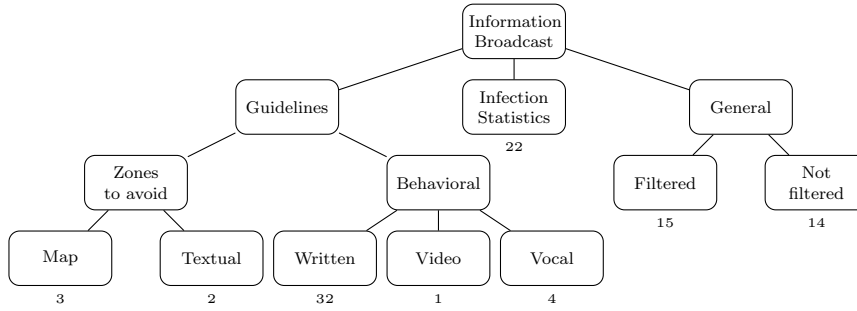 Information
Broadcast
Guidelines
Infection
Statistics
22
General
Zones
to avoid
Behavioral
Filtered
15
Not
filtered
14
Map
3
Textual
2
Written
32
Video
1
Vocal
4